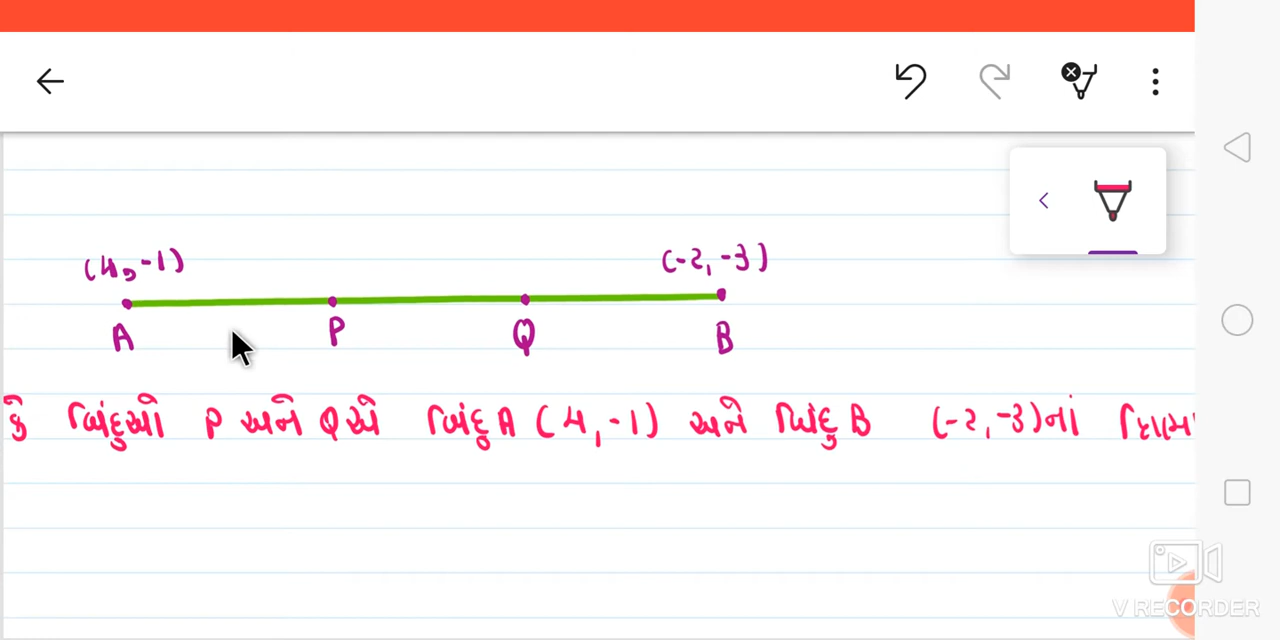 (4, -1) (-2, -3)
A P Q B
કે બિંદુઓ P અને Q એ બિંદુ A (4, -1) અને બિંદુ B (-2, -3)નાં
V RECORDER